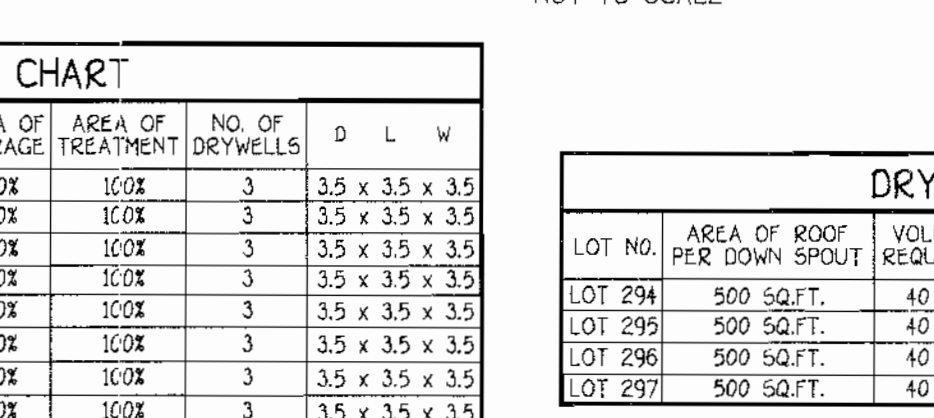 CHART
OF AREA OF NO. OF D L W
TREATMENT DRYWELLS
100% 3 3.5 x 3.5 x 3.5
100% 3 3.5 x 3.5 x 3.5
100% 3 3.5 x 3.5 x 3.5
100% 3 3.5 x 3.5 x 3.5
100% 3 3.5 x 3.5 x 3.5
100% 3 3.5 x 3.5 x 3.5
100% 3 3.5 x 3.5 x 3.5
100% 3 3.5 x 3.5 x 3.5
DRY
LOT NO. AREA OF ROOF
PER DOWN SPOUT
LOT 294 500 SQ.FT. 40
LOT 295 500 SQ.FT. 40
LOT 296 500 SQ.FT. 40
LOT 297 500 SQ.FT. 40